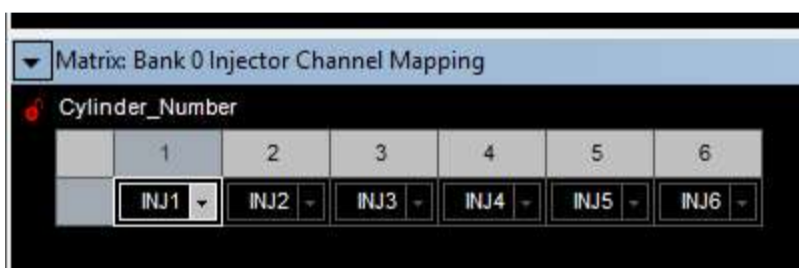 Matrix: Bank 0 Injector Channel Mapping
Cylinder_Number
1 2 3 4 5 6
INJ1 INJ2 INJ3 INJ4 INJ5 INJ6